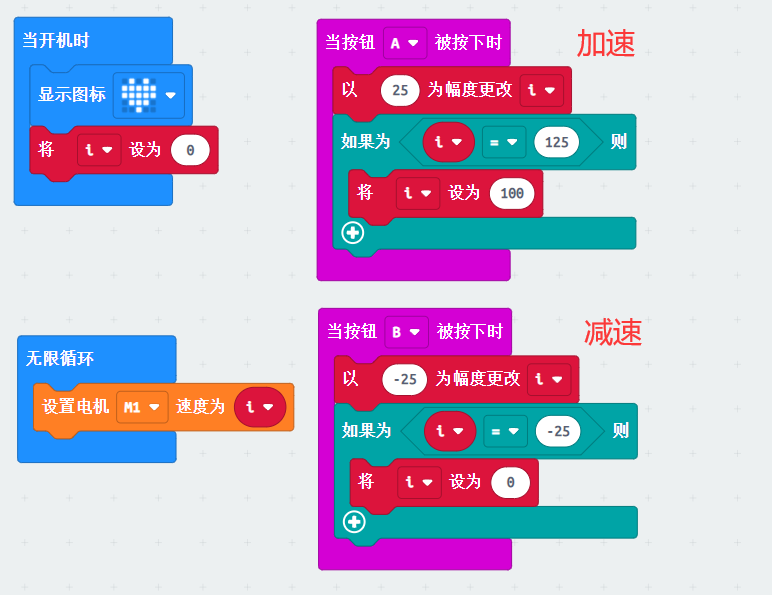 当开机时
显示图标
将 i 设为 0
当按钮 A 被按下时
加速
以 25 为幅度更改 i
如果为 i = 125 则
将 i 设为 100
无限循环
设置电机 M1 速度为 i
当按钮 B 被按下时
减速
以 -25 为幅度更改 i
如果为 i = -25 则
将 i 设为 0